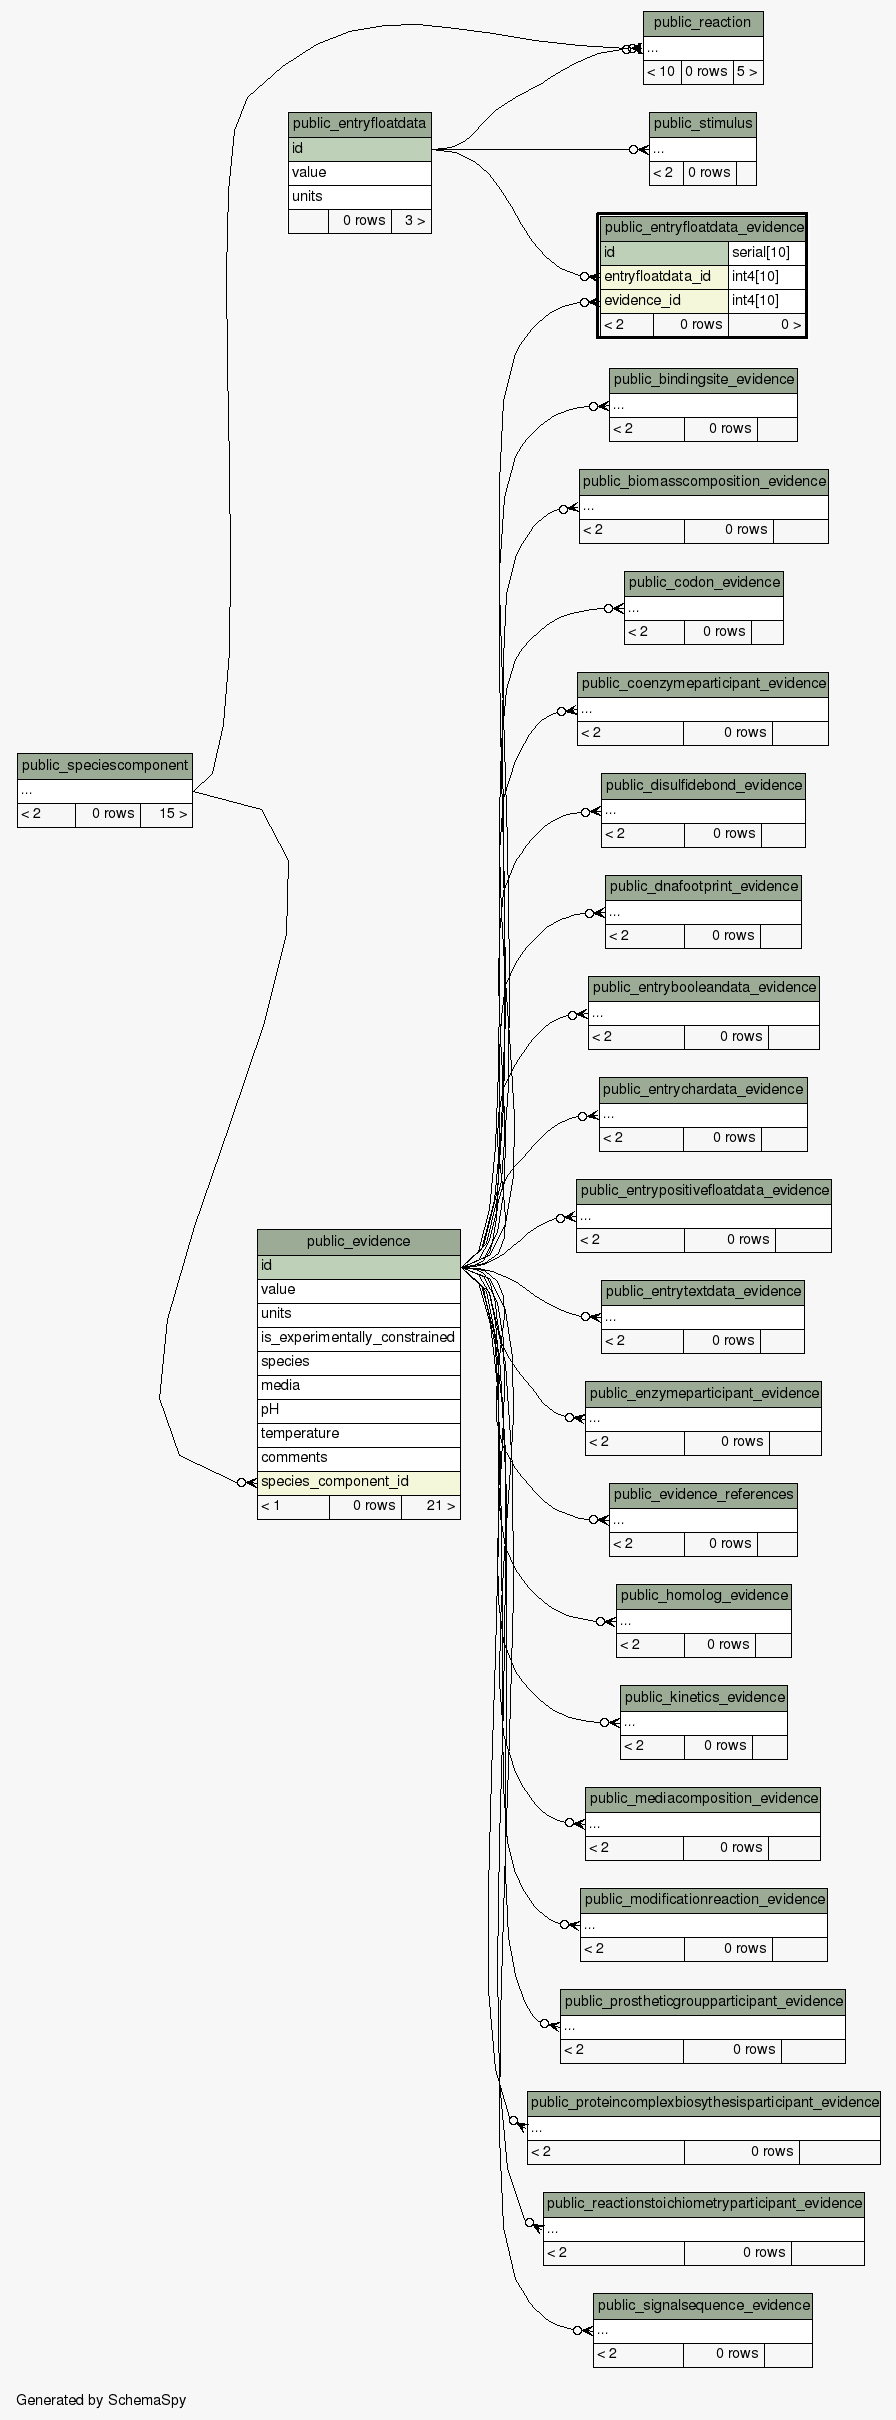 public_reaction
...
< 10 0 rows 5 >
public_entryfloatdata
id
value
units
0 rows 3 >
public_stimulus
...
< 2 0 rows
public_entryfloatdata_evidence
id serial[10]
entryfloatdata_id int4[10]
evidence_id int4[10]
< 2 0 rows 0 >
public_bindingsite_evidence
...
< 2 0 rows
public_biomasscomposition_evidence
...
< 2 0 rows
public_codon_evidence
...
< 2 0 rows
public_coenzymeparticipant_evidence
...
< 2 0 rows
public_speciescomponent
...
< 2 0 rows 15 >
public_disulfidebond_evidence
...
< 2 0 rows
public_dnafootprint_evidence
...
< 2 0 rows
public_entrybooleandata_evidence
...
< 2 0 rows
public_entrychardata_evidence
...
< 2 0 rows
public_entrypositivefloatdata_evidence
...
< 2 0 rows
public_evidence
id
value
units
is_experimentally_constrained
species
media
pH
temperature
comments
species_component_id
< 1 0 rows 21 >
public_entrytextdata_evidence
...
< 2 0 rows
public_enzymeparticipant_evidence
...
< 2 0 rows
public_evidence_references
...
< 2 0 rows
public_homolog_evidence
...
< 2 0 rows
public_kinetics_evidence
...
< 2 0 rows
public_mediacomposition_evidence
...
< 2 0 rows
public_modificationreaction_evidence
...
< 2 0 rows
public_prostheticgroupparticipant_evidence
...
< 2 0 rows
public_proteincomplexbiosythesisparticipant_evidence
...
< 2 0 rows
public_reactionstoichiometryparticipant_evidence
...
< 2 0 rows
public_signalsequence_evidence
...
< 2 0 rows
Generated by SchemaSpy